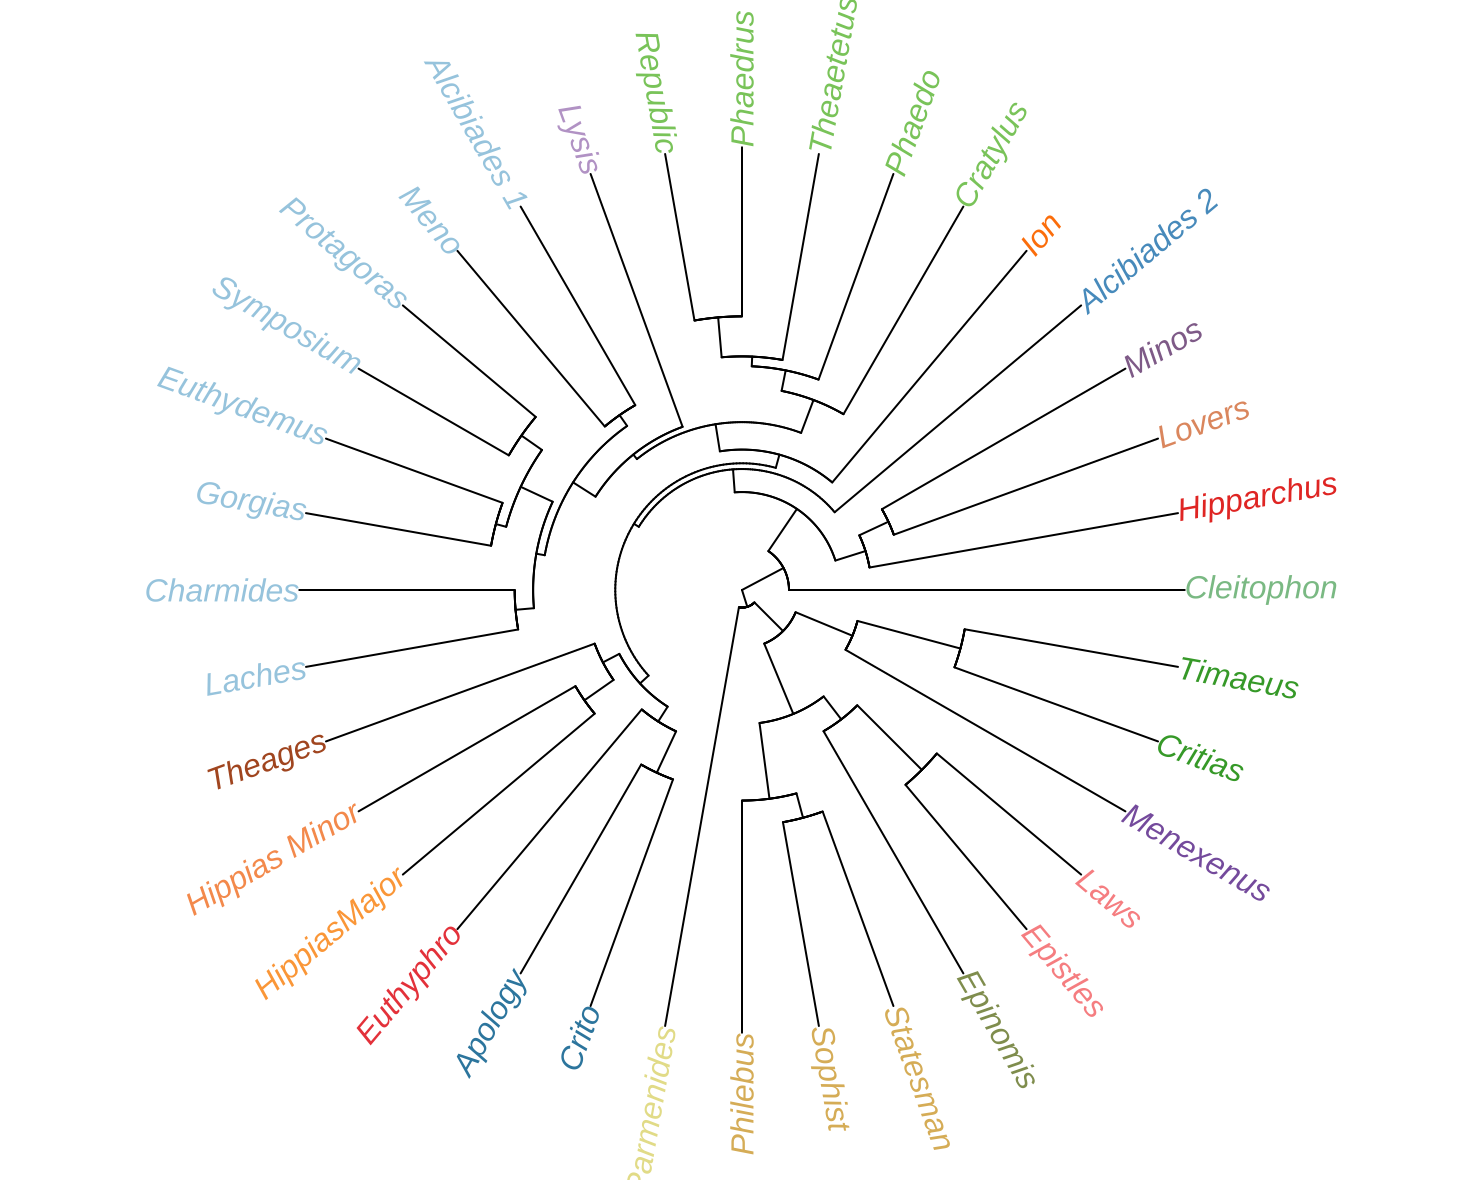 Republic
Phaedrus
Theaetetus
Phaedo
Cratylus
Ion
Alcibiades 2
Minos
Lovers
Hipparchus
Cleitophon
Timaeus
Critias
Menexenus
Laws
Epistles
Epinomis
Statesman
Sophist
Philebus
Parmenides
Crito
Apology
Euthyphro
HippiasMajor
Hippias Minor
Theages
Laches
Charmides
Gorgias
Euthydemus
Symposium
Protagoras
Meno
Alcibiades 1
Lysis